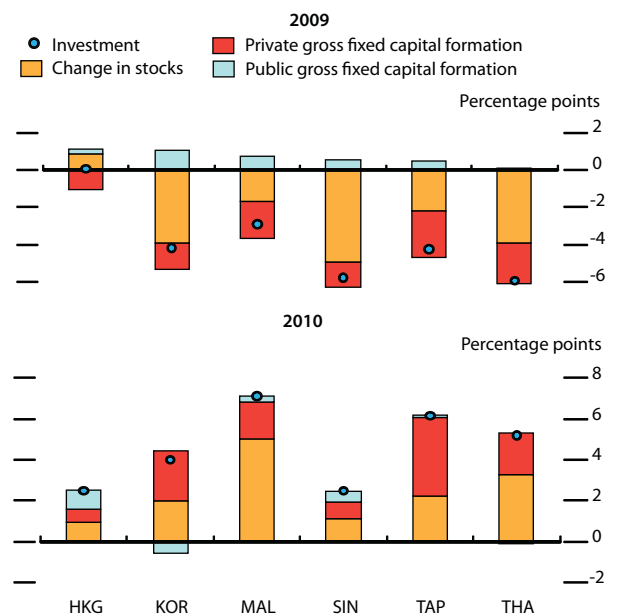 2009
Investment
Private gross fixed capital formation
Change in stocks
Public gross fixed capital formation
Percentage points
2
0
-2
-4
-6
2010
Percentage points
8
6
4
2
0
-2
HKG KOR MAL SIN TAP THA